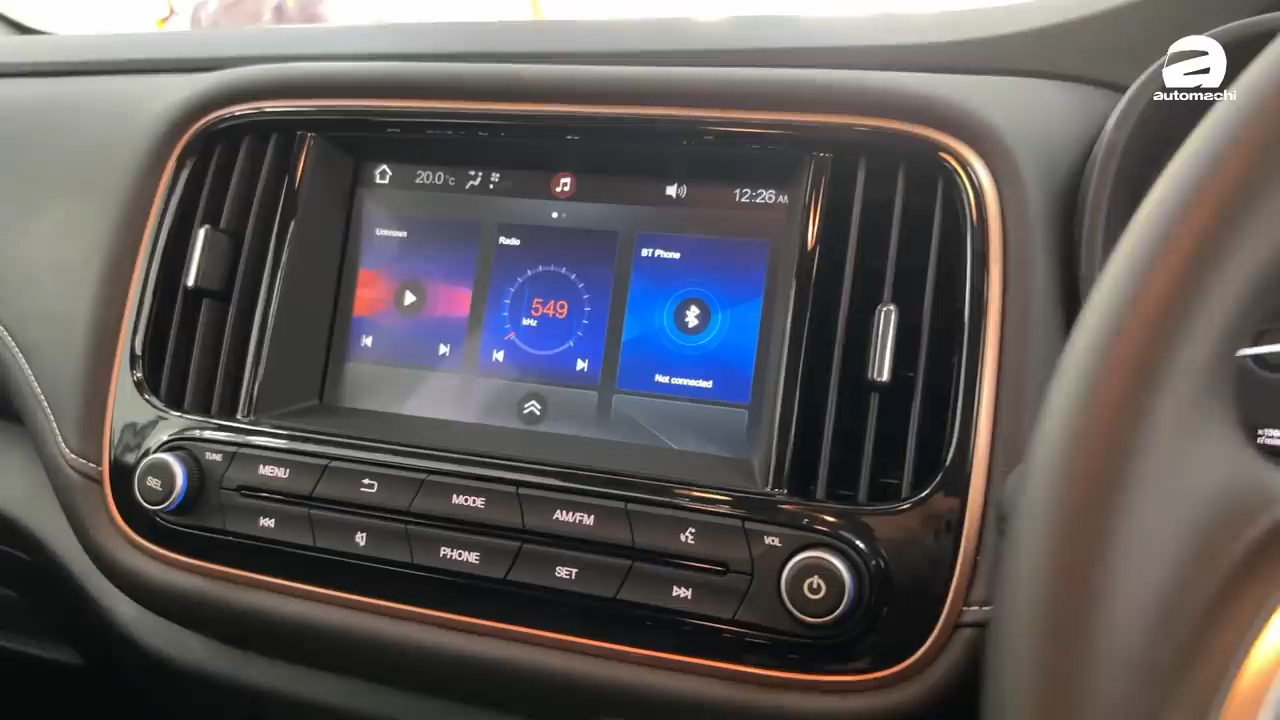 automachi
20.0°c
12:26 AM
Unknown
Radio
549
kHz
BT Phone
Not connected
TUNE
SEL
MENU
MODE
AM/FM
VOL
PHONE
SET